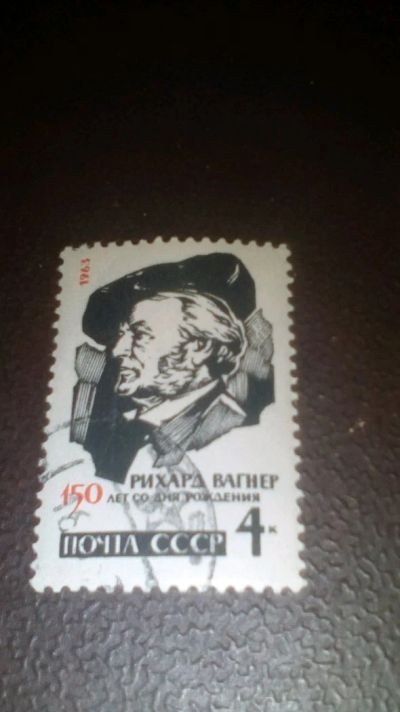 1963
РИХАРД ВАГНЕР
150 ЛЕТ СО ДНЯ РОЖДЕНИЯ
ПОЧТА СССР 4к